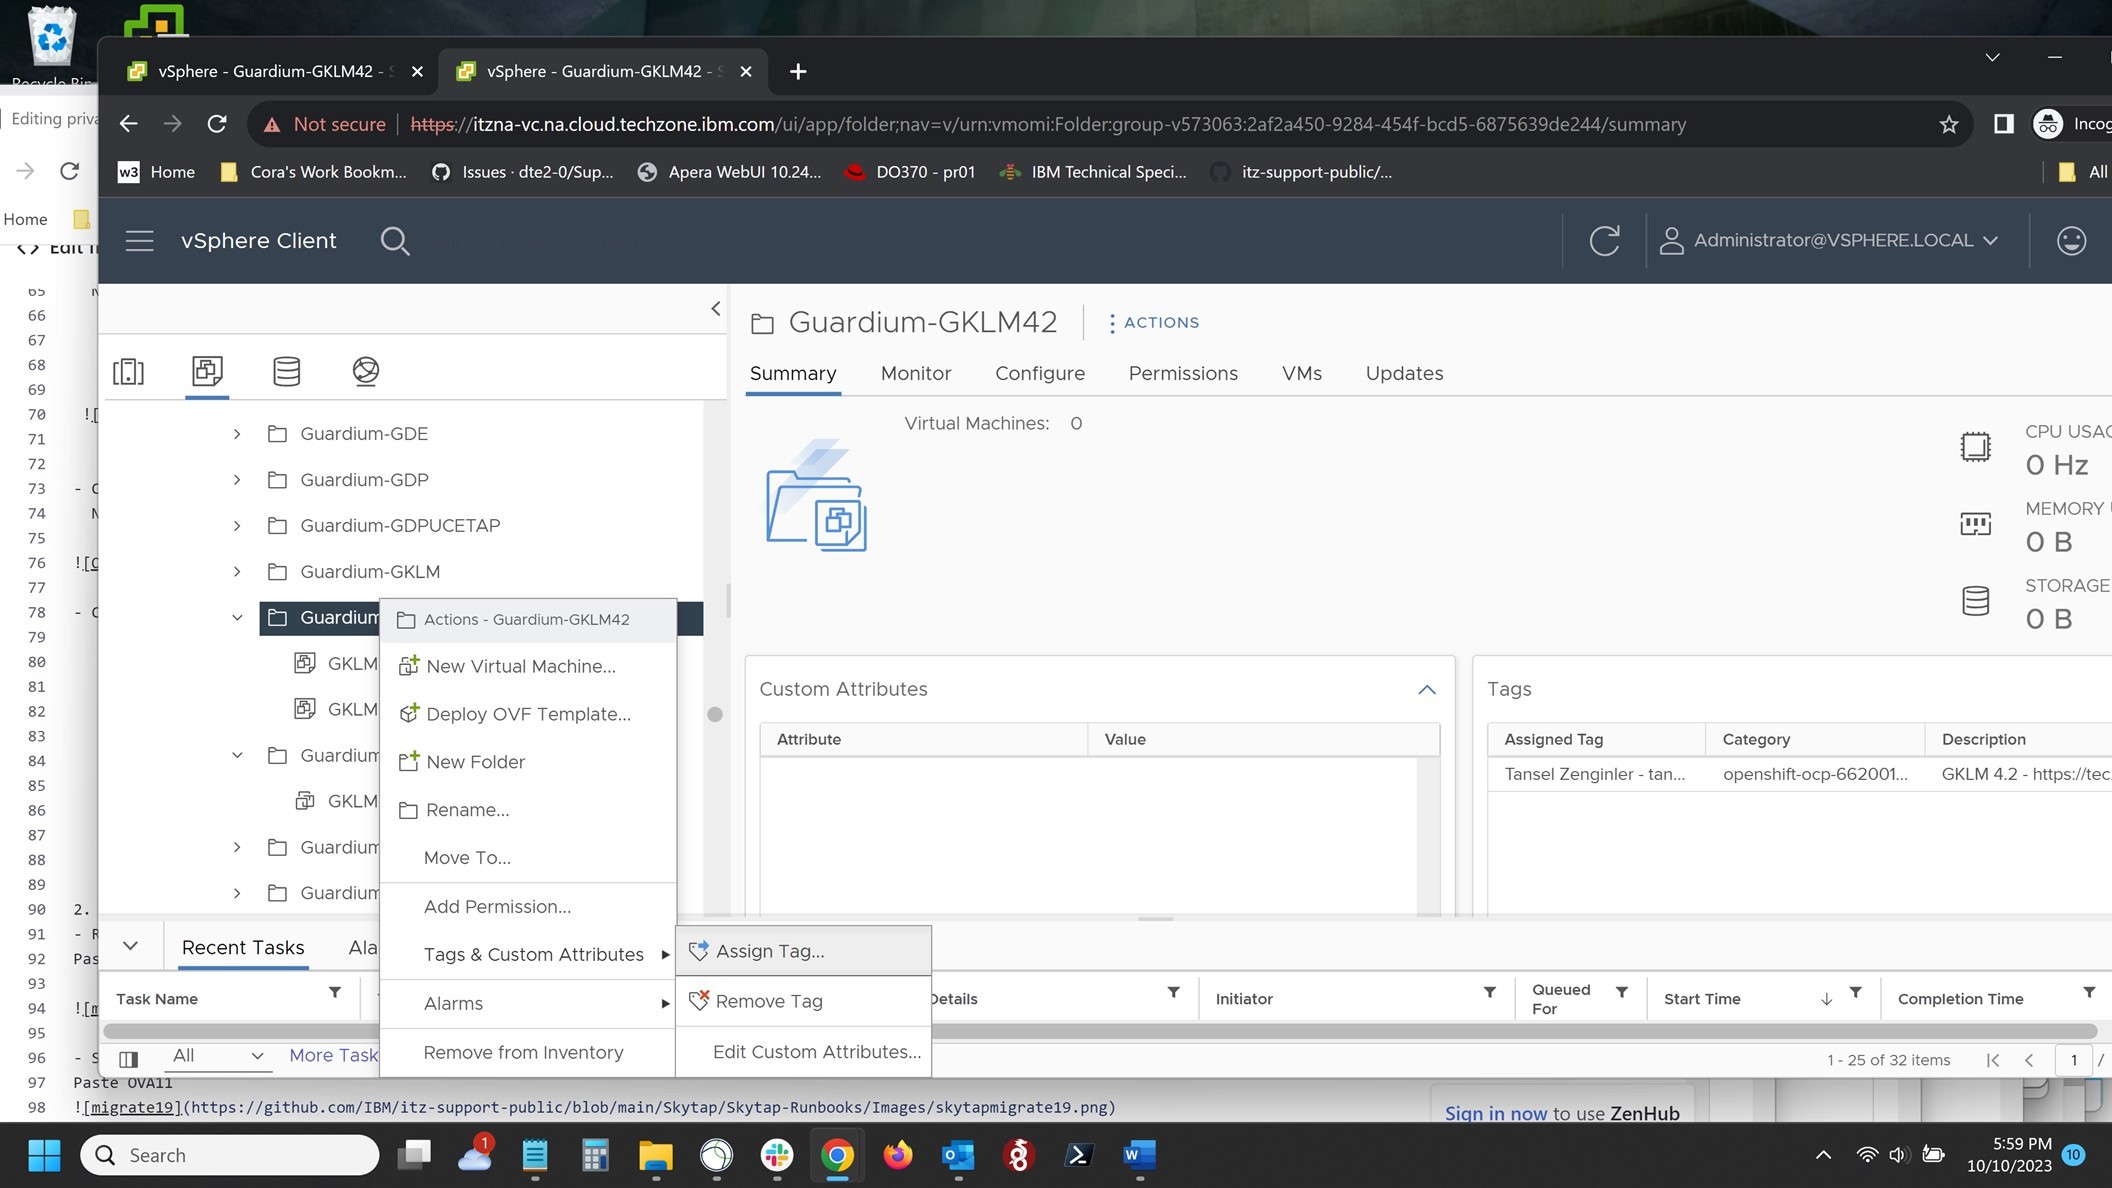 Recycle Bin
vSphere - Guardium-GKLM42 -
vSphere - Guardium-GKLM42 -
Editing priva
Not secure
https://itzna-vc.na.cloud.techzone.ibm.com/ui/app/folder;nav=v/urn:vmomi:Folder:group-v573063:2af2a450-9284-454f-bcd5-6875639de244/summary
Incog
w3 Home
Cora's Work Bookm...
Issues · dte2-0/Sup...
Apera WebUI 10.24...
DO370 - pr01
IBM Technical Speci...
itz-support-public/...
All
Home
<> Edit
vSphere Client
Administrator@VSPHERE.LOCAL
Guardium-GKLM42
ACTIONS
Summary
Monitor
Configure
Permissions
VMs
Updates
Virtual Machines: 0
CPU USAG
0 Hz
MEMORY
0 B
STORAGE
0 B
Guardium-GDE
Guardium-GDP
Guardium-GDPUCETAP
Guardium-GKLM
Guardium
GKLM
GKLM
Guardium
GKLM
Guardium
Guardium
Actions - Guardium-GKLM42
New Virtual Machine...
Deploy OVF Template...
New Folder
Rename...
Move To...
Add Permission...
Tags & Custom Attributes
Alarms
Remove from Inventory
Assign Tag...
Remove Tag
Edit Custom Attributes...
Custom Attributes
Attribute
Value
Tags
Assigned Tag
Category
Description
Tansel Zenginler - tan...
openshift-ocp-662001...
GKLM 4.2 - https://tec
Recent Tasks
Ala
Task Name
Details
Initiator
Queued For
Start Time
Completion Time
All
More Task
1 - 25 of 32 items
1 /
65
66
67
68
69
70 ![
71
72
73 -
74
75
76 ![
77
78 -
79
80
81
82
83
84
85
86
87
88
89
90 2.
91 - R
92 Pas
93
94 ![
95
96 - S
97 Paste OVA11
98 ![migrate19](https://github.com/IBM/itz-support-public/blob/main/Skytap/Skytap-Runbooks/Images/skytapmigrate19.png)
Sign in now to use ZenHub
Search
1
5:59 PM
10/10/2023
10